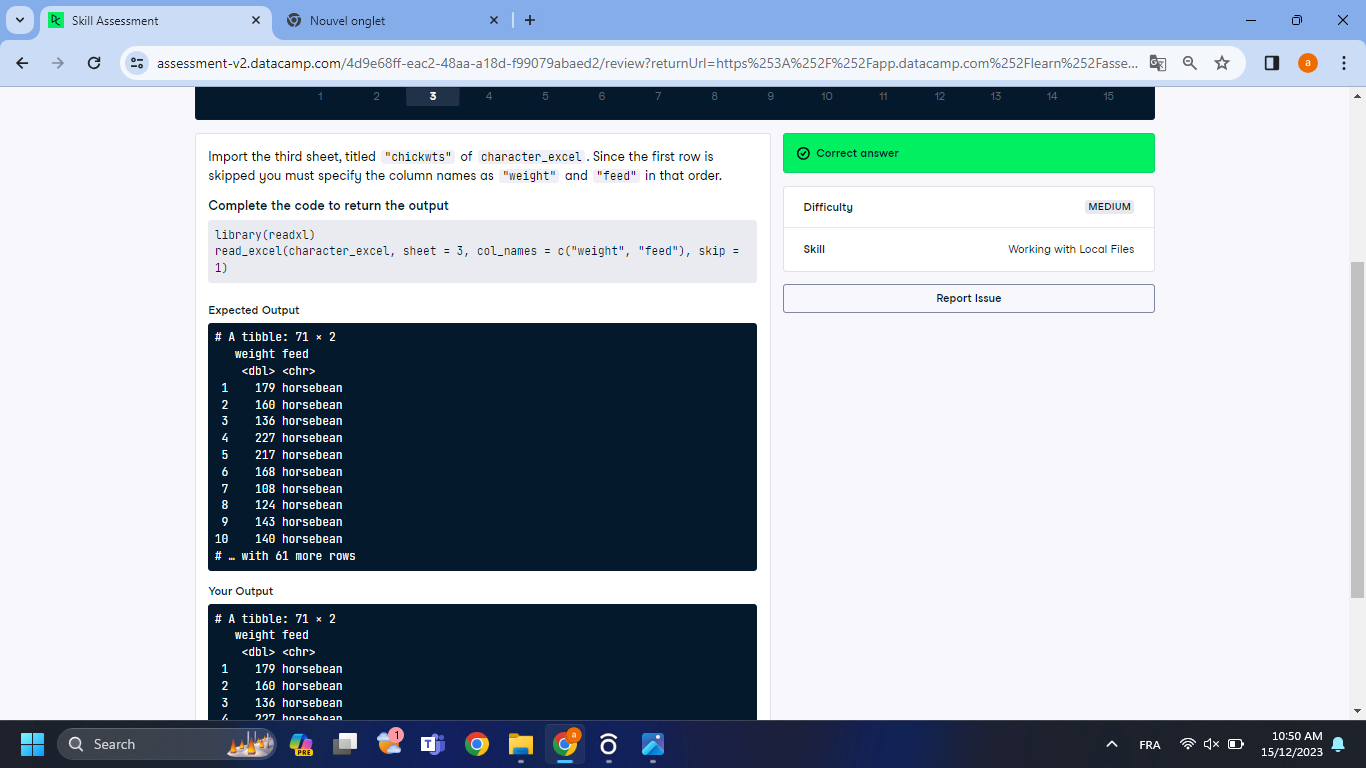 Skill Assessment
Nouvel onglet
assessment-v2.datacamp.com/4d9e68ff-eac2-48aa-a18d-f99079abaed2/review?returnUrl=https%253A%252F%252Fapp.datacamp.com%252Flearn%252Fasse...
a
1 2 3 4 5 6 7 8 9 10 11 12 13 14 15
Import the third sheet, titled "chickwts" of character_excel. Since the first row is
skipped you must specify the column names as "weight" and "feed" in that order.
Complete the code to return the output
library(readxl)
read_excel(character_excel, sheet = 3, col_names = c("weight", "feed"), skip =
1)
Expected Output
# A tibble: 71 × 2
weight feed
<dbl> <chr>
1 179 horsebean
2 160 horsebean
3 136 horsebean
4 227 horsebean
5 217 horsebean
6 168 horsebean
7 108 horsebean
8 124 horsebean
9 143 horsebean
10 140 horsebean
# … with 61 more rows
Your Output
# A tibble: 71 × 2
weight feed
<dbl> <chr>
1 179 horsebean
2 160 horsebean
3 136 horsebean
4 227 horsebean
Correct answer
Difficulty MEDIUM
Skill Working with Local Files
Report Issue
Search
PRE
1
a
FRA
10:50 AM
15/12/2023